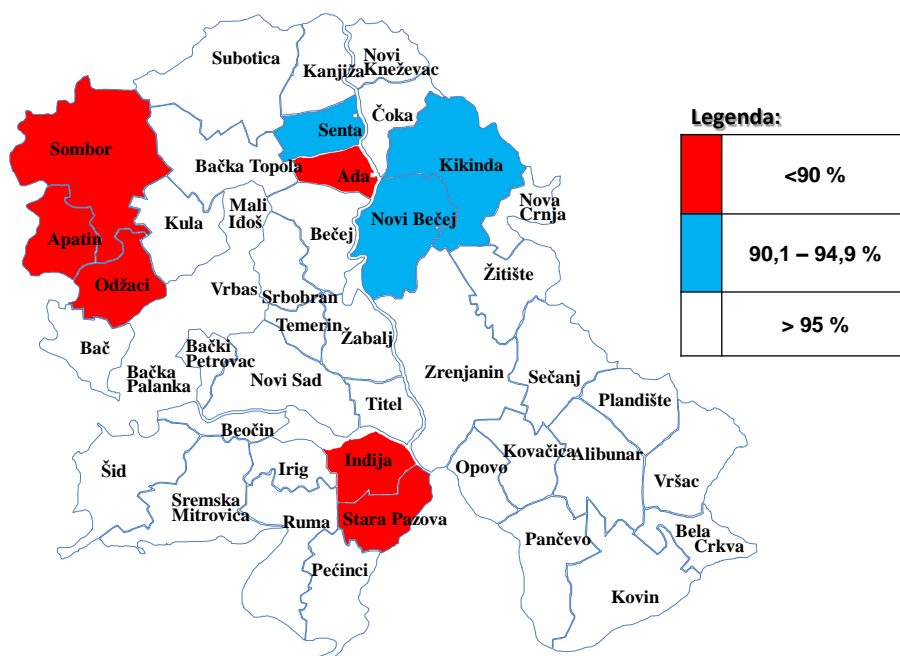 Subotica
Kanjiža
Novi
Kneževac
Čoka
Senta
Sombor
Bačka Topola
Ada
Kikinda
Mali
Iđoš
Kula
Novi Bečej
Nova
Crnja
Apatin
Bečej
Odžaci
Žitište
Vrbas
Srbobran
Temerin
Žabalj
Bač
Bački
Petrovac
Bačka
Palanka
Novi Sad
Zrenjanin
Sečanj
Titel
Plandište
Beočin
Inđija
Opovo
Kovačica
Alibunar
Šid
Irig
Vršac
Sremska
Mitrovica
Ruma
Stara Pazova
Pančevo
Bela
Crkva
Pećinci
Kovin
Legenda:
<90 %
90,1 – 94,9 %
> 95 %